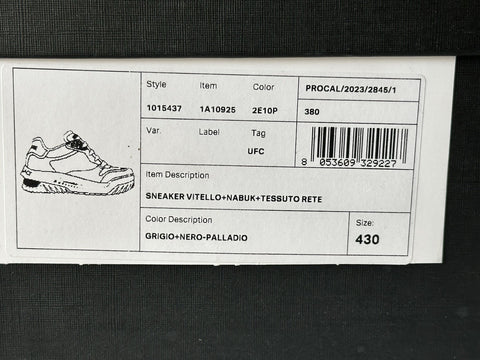 Style Item Color PROCAL/2023/2845/1
1015437 1A10925 2E10P 380
Var. Label Tag
UFC
8 053609 329227
Item Description
SNEAKER VITELLO+NABUK+TESSUTO RETE
Color Description Size:
GRIGIO+NERO-PALLADIO 430